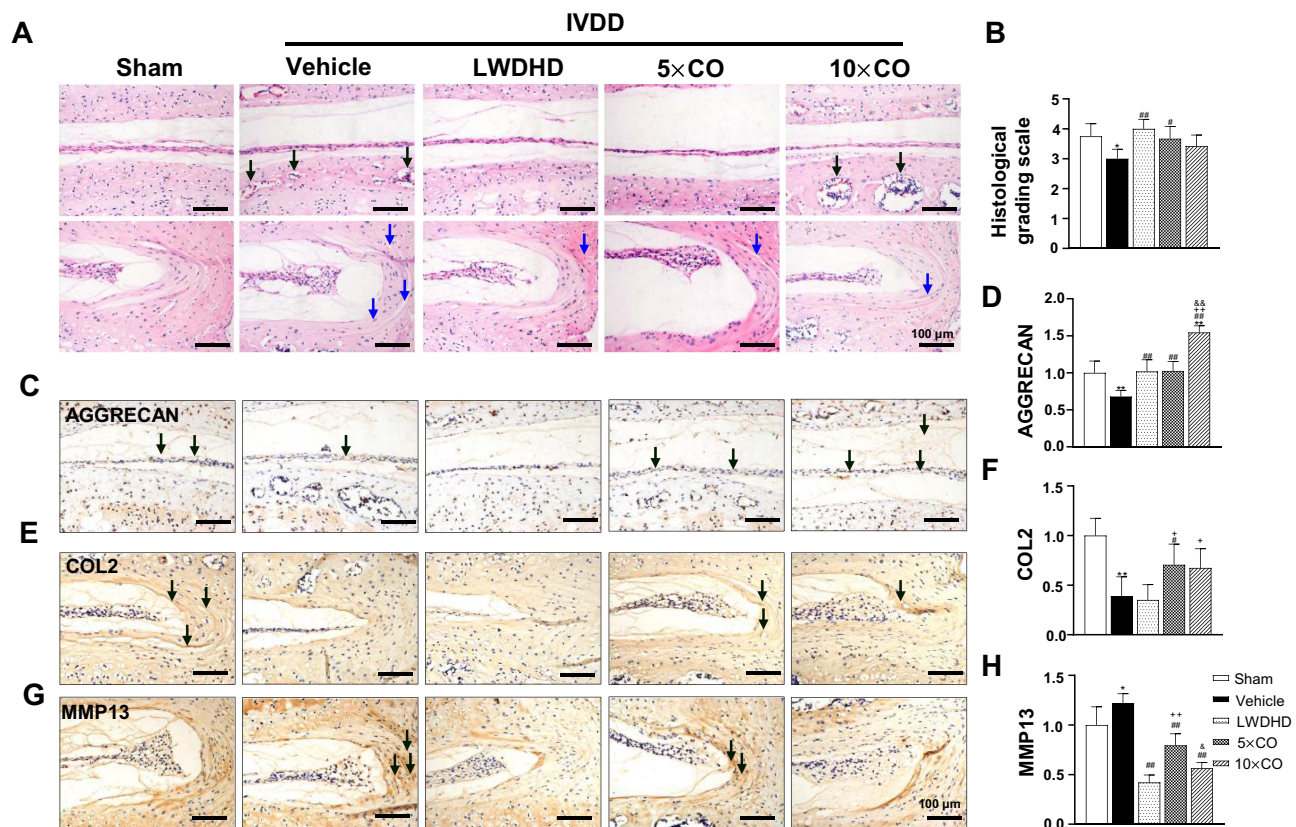 A
IVDD
Sham
Vehicle
LWDHD
5×CO
10×CO
100 µm
B
Histological
grading scale
5
4
3
2
1
0
*
##
#
C
AGGRECAN
D
AGGRECAN
2.0
1.5
1.0
0.5
0.0
**
##
##
&&
++
##
**
E
COL2
F
COL2
1.5
1.0
0.5
0.0
**
+
#
+
G
MMP13
100 µm
H
MMP13
1.5
1.0
0.5
0.0
*
##
++
##
&
##
Sham
Vehicle
LWDHD
5×CO
10×CO